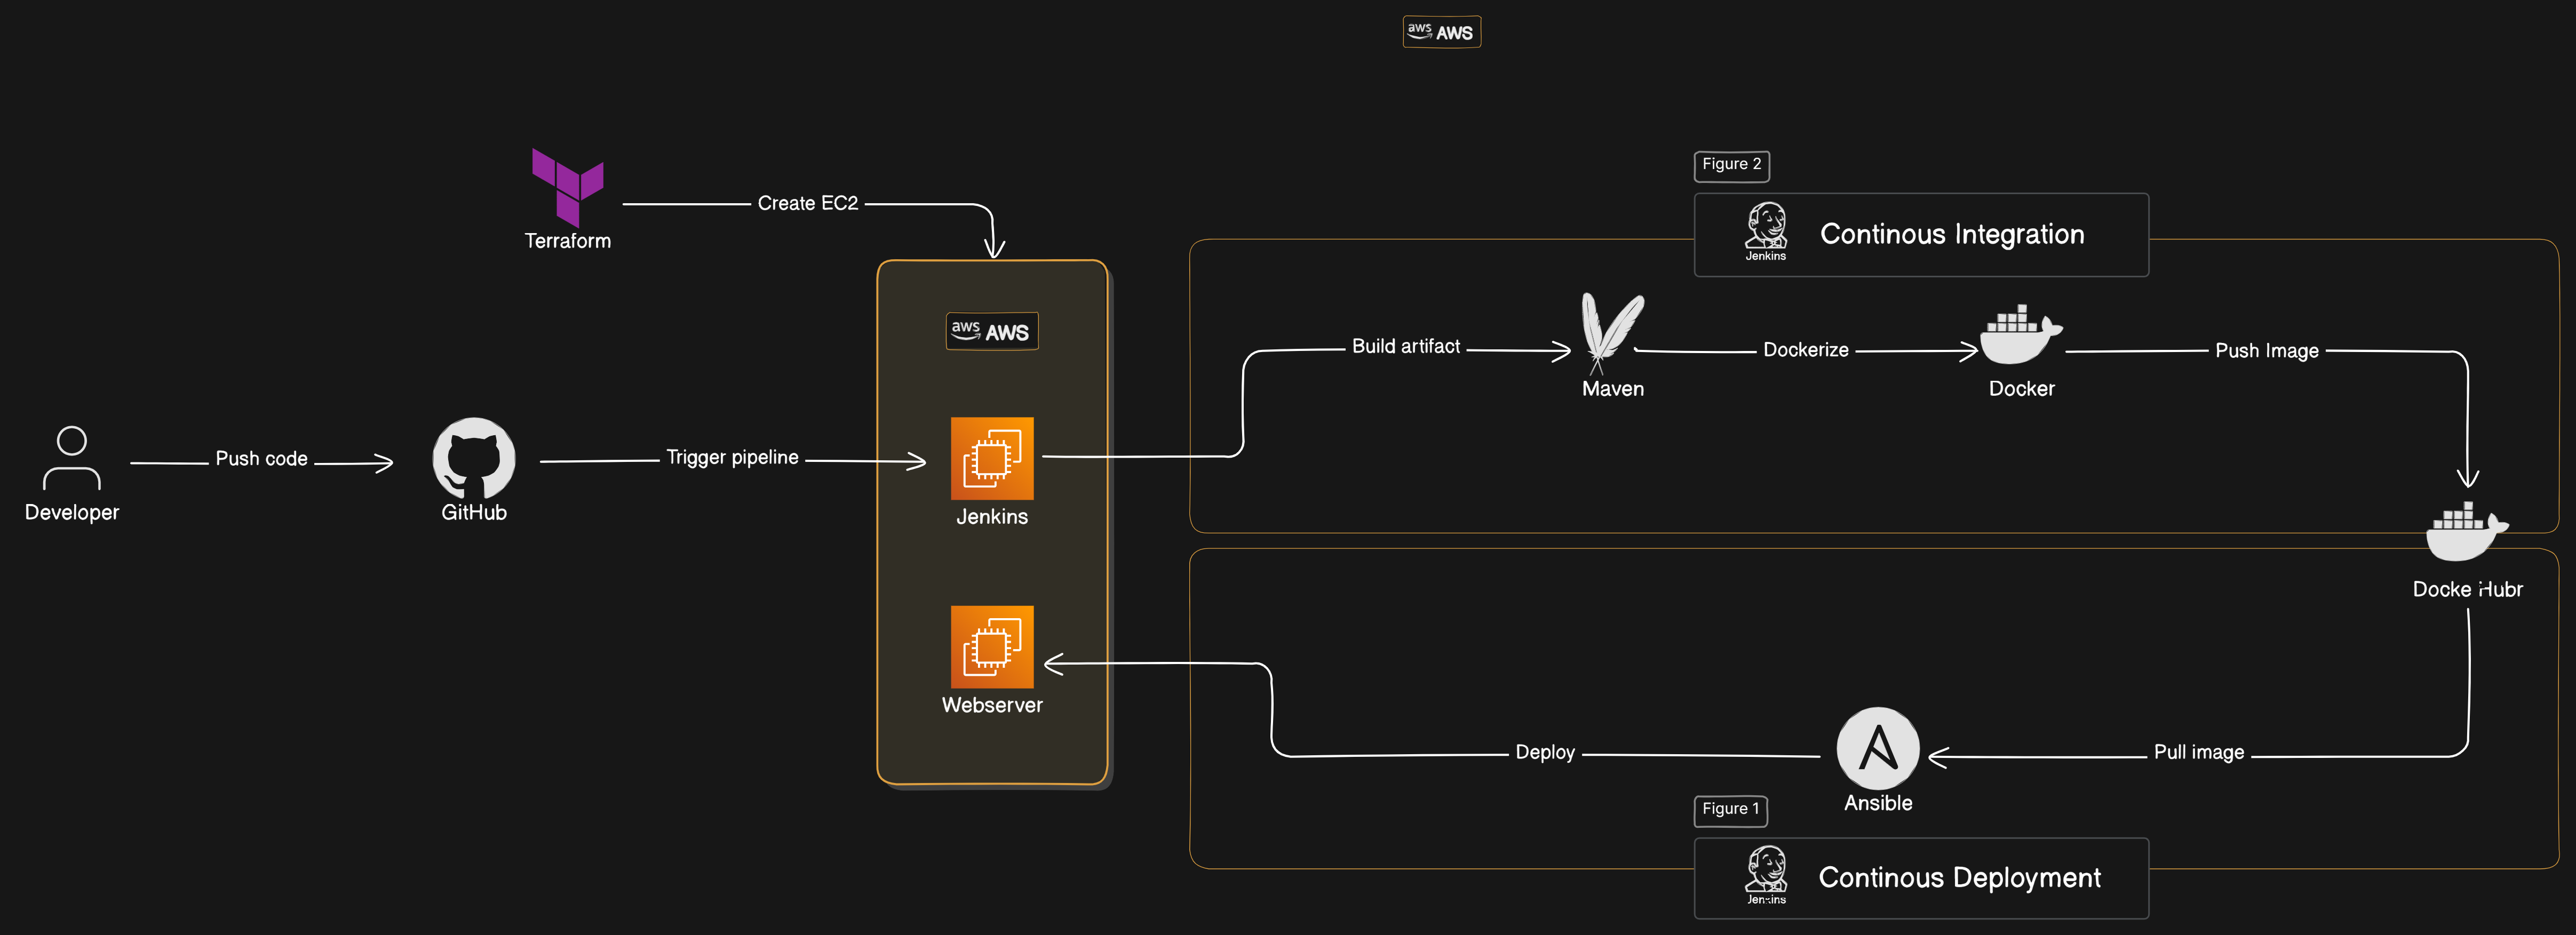 aws AWS
Figure 2
Jenkins
Continous Integration
Terraform
Create EC2
aws AWS
Build artifact
Maven
Dockerize
Docker
Push Image
Developer
Push code
GitHub
Trigger pipeline
Jenkins
Docke Hubr
Webserver
Deploy
Ansible
Pull image
Figure 1
Jenkins
Continous Deployment